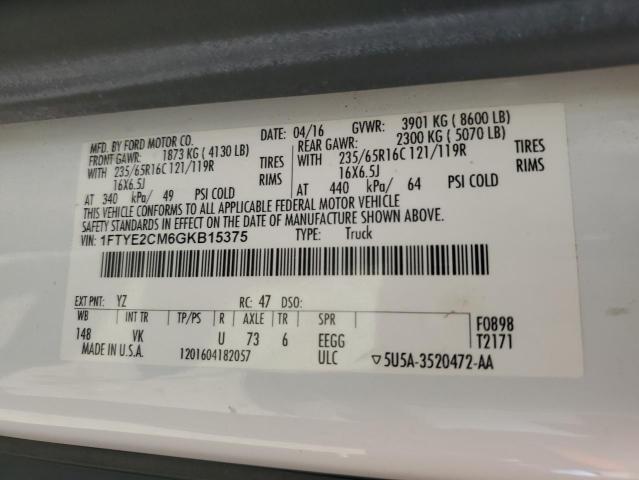 MFD. BY FORD MOTOR CO. DATE: 04/16 GVWR: 3901 KG ( 8600 LB)
FRONT GAWR: 1873 KG ( 4130 LB) REAR GAWR: 2300 KG ( 5070 LB)
WITH 235/65R16C 121/119R TIRES WITH 235/65R16C 121/119R TIRES
16X6.5J RIMS 16X6.5J RIMS
AT 340 kPa/ 49 PSI COLD AT 440 kPa/ 64 PSI COLD
THIS VEHICLE CONFORMS TO ALL APPLICABLE FEDERAL MOTOR VEHICLE
SAFETY STANDARDS IN EFFECT ON THE DATE OF MANUFACTURE SHOWN ABOVE.
VIN: 1FTYE2CM6GKB15375 TYPE: Truck
EXT PNT: YZ RC: 47 DSO:
WB INT TR TP/PS R AXLE TR SPR F0898
148 VK U 73 6 EEGG T2171
MADE IN U.S.A. 1201604182057 ULC ▽5U5A-3520472-AA